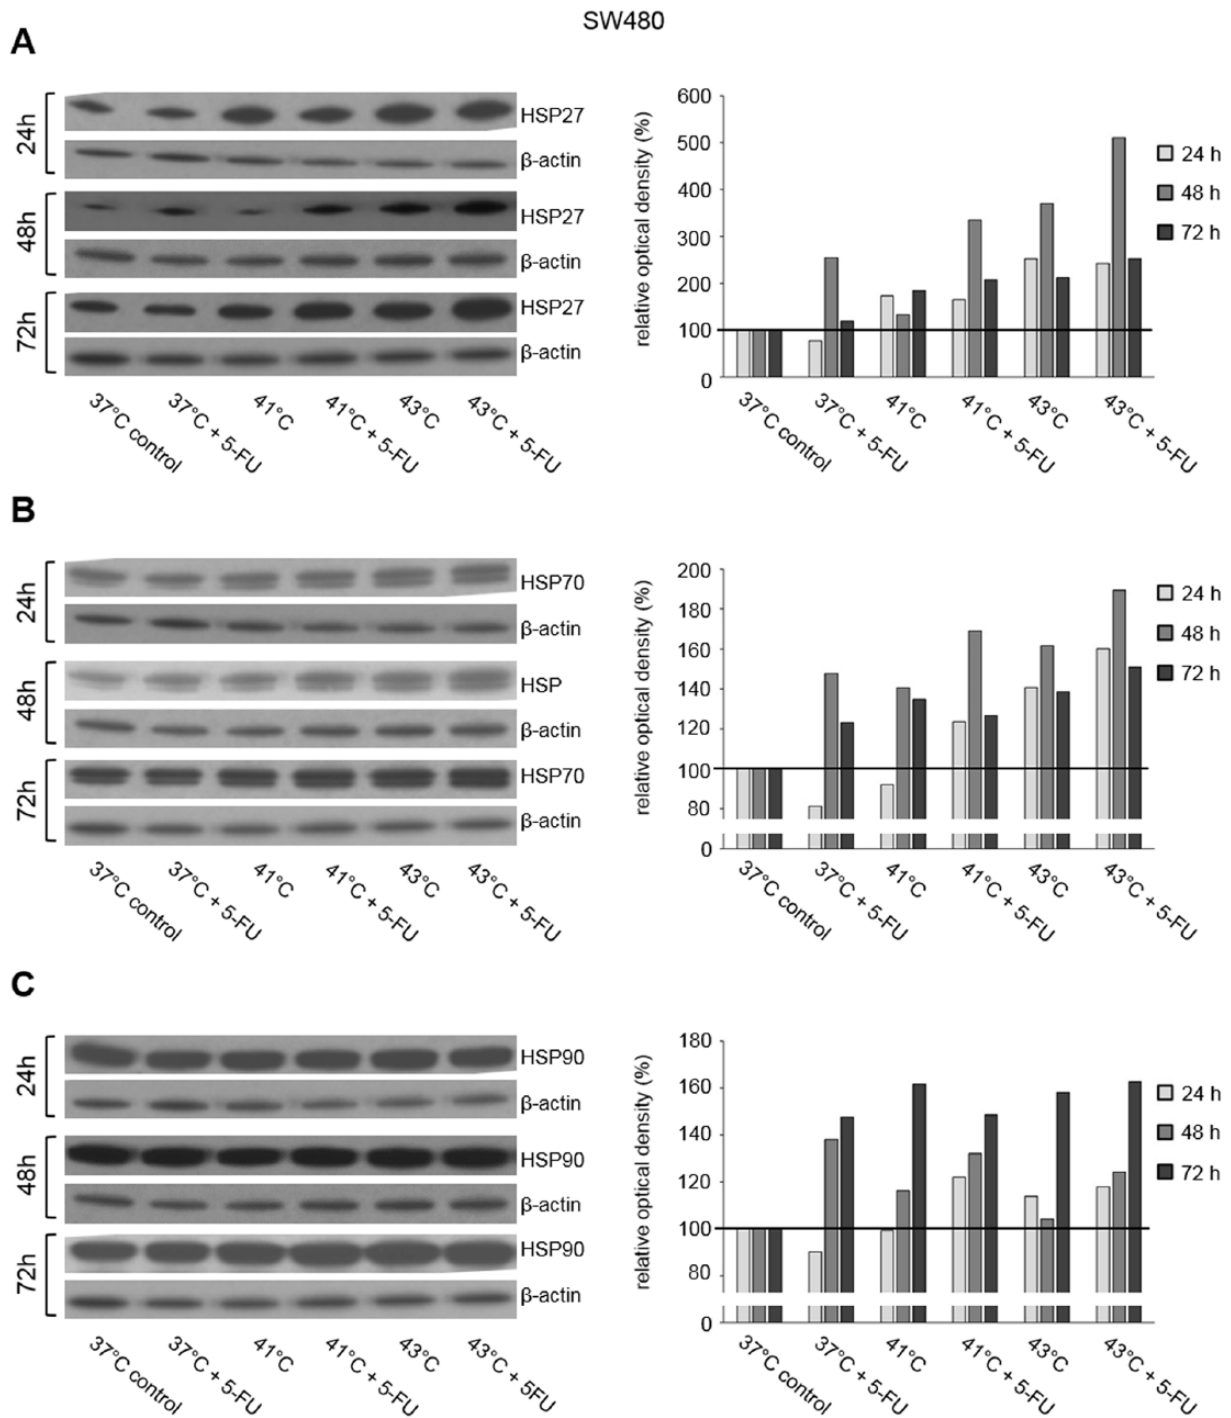 SW480
A
24h
HSP27
β-actin
48h
HSP27
β-actin
72h
HSP27
β-actin
37°C control
37°C + 5-FU
41°C
41°C + 5-FU
43°C
43°C + 5-FU
relative optical density (%)
600
500
400
300
200
100
0
24 h
48 h
72 h
37°C control
37°C + 5-FU
41°C
41°C + 5-FU
43°C
43°C + 5-FU
B
24h
HSP70
β-actin
48h
HSP
β-actin
72h
HSP70
β-actin
37°C control
37°C + 5-FU
41°C
41°C + 5-FU
43°C
43°C + 5-FU
relative optical density (%)
200
180
160
140
120
100
80
0
24 h
48 h
72 h
37°C control
37°C + 5-FU
41°C
41°C + 5-FU
43°C
43°C + 5-FU
C
24h
HSP90
β-actin
48h
HSP90
β-actin
72h
HSP90
β-actin
37°C control
37°C + 5-FU
41°C
41°C + 5-FU
43°C
43°C + 5FU
relative optical density (%)
180
160
140
120
100
80
0
24 h
48 h
72 h
37°C control
37°C + 5-FU
41°C
41°C + 5-FU
43°C
43°C + 5-FU